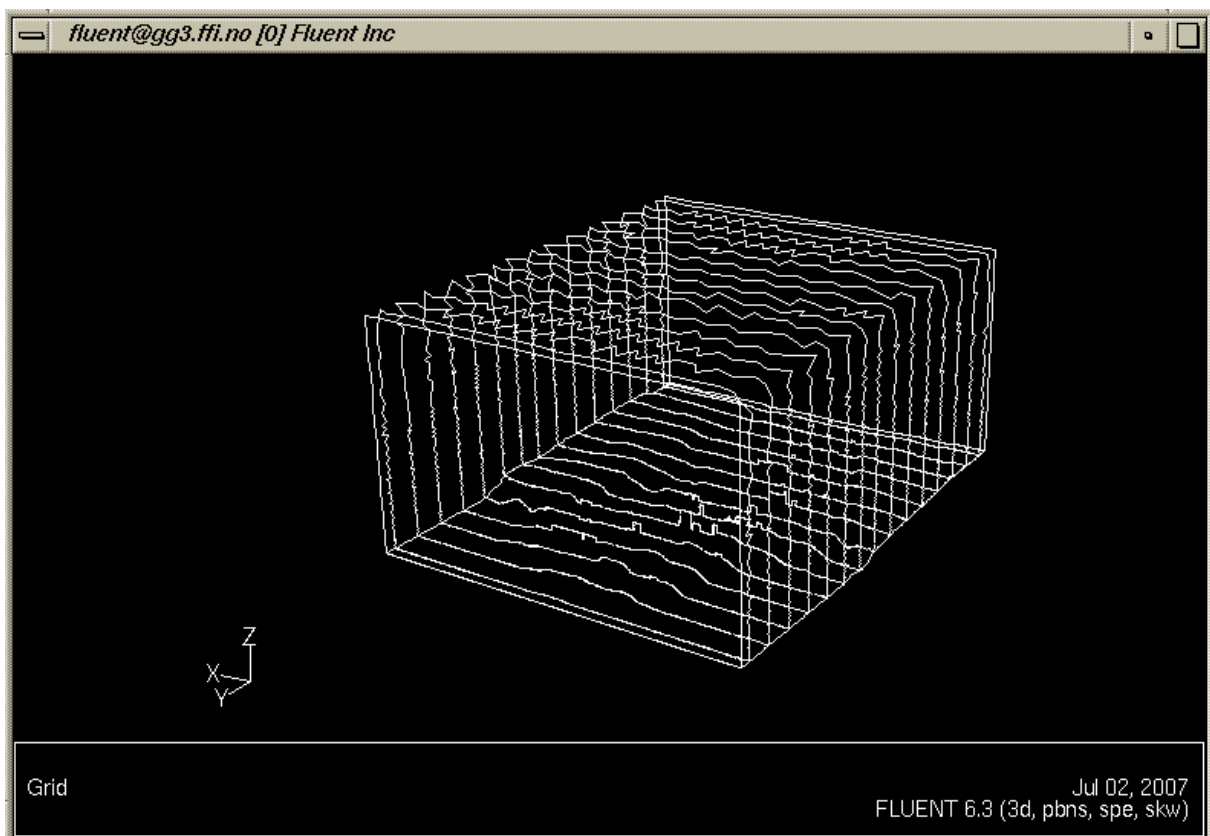 fluent@gg3.ffi.no [0] Fluent Inc
Z
X
Y
Grid
Jul 02, 2007
FLUENT 6.3 (3d, pbns, spe, skw)